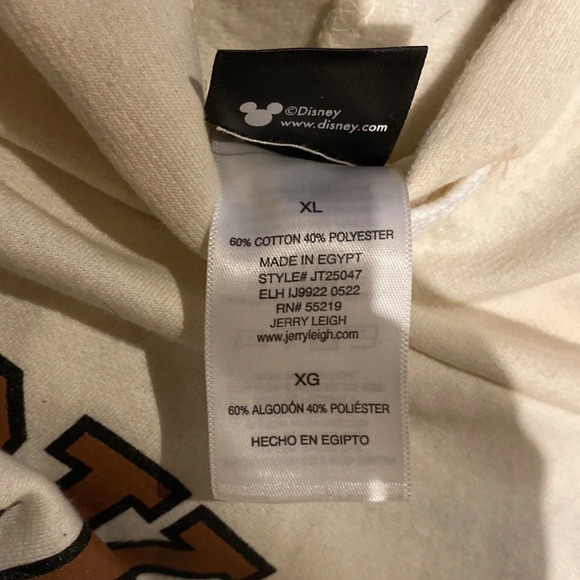 ©Disney
www.disney.com
XL
60% COTTON 40% POLYESTER
MADE IN EGYPT
STYLE# JT25047
ELH IJ9922 0522
RN# 55219
JERRY LEIGH
www.jerryleigh.com
XG
60% ALGODÓN 40% POLIÉSTER
HECHO EN EGIPTO